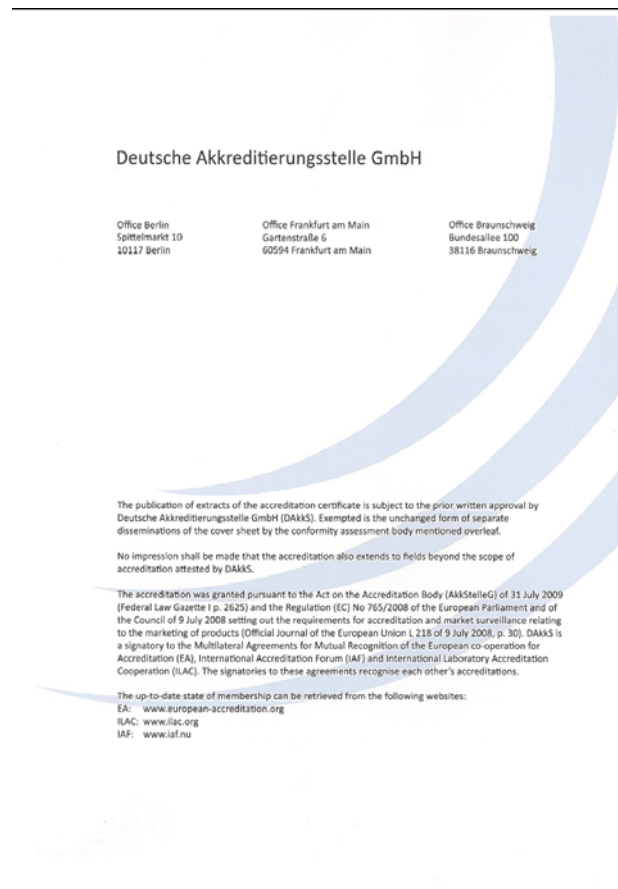 Deutsche Akkreditierungsstelle GmbH
Office Berlin
Spittelmarkt 10
10117 Berlin
Office Frankfurt am Main
Gartenstraße 6
60594 Frankfurt am Main
Office Braunschweig
Bundesallee 100
38116 Braunschweig
The publication of extracts of the accreditation certificate is subject to the prior written approval by
Deutsche Akkreditierungsstelle GmbH (DAkkS). Exempted is the unchanged form of separate
disseminations of the cover sheet by the conformity assessment body mentioned overleaf.
No impression shall be made that the accreditation also extends to fields beyond the scope of
accreditation attested by DAkkS.
The accreditation was granted pursuant to the Act on the Accreditation Body (AkkStelleG) of 31 July 2009
(Federal Law Gazette I p. 2625) and the Regulation (EC) No 765/2008 of the European Parliament and of
the Council of 9 July 2008 setting out the requirements for accreditation and market surveillance relating
to the marketing of products (Official Journal of the European Union L 218 of 9 July 2008, p. 30). DAkkS is
a signatory to the Multilateral Agreements for Mutual Recognition of the European co-operation for
Accreditation (EA), International Accreditation Forum (IAF) and International Laboratory Accreditation
Cooperation (ILAC). The signatories to these agreements recognise each other's accreditations.
The up-to-date state of membership can be retrieved from the following websites:
EA: www.european-accreditation.org
ILAC: www.ilac.org
IAF: www.iaf.nu